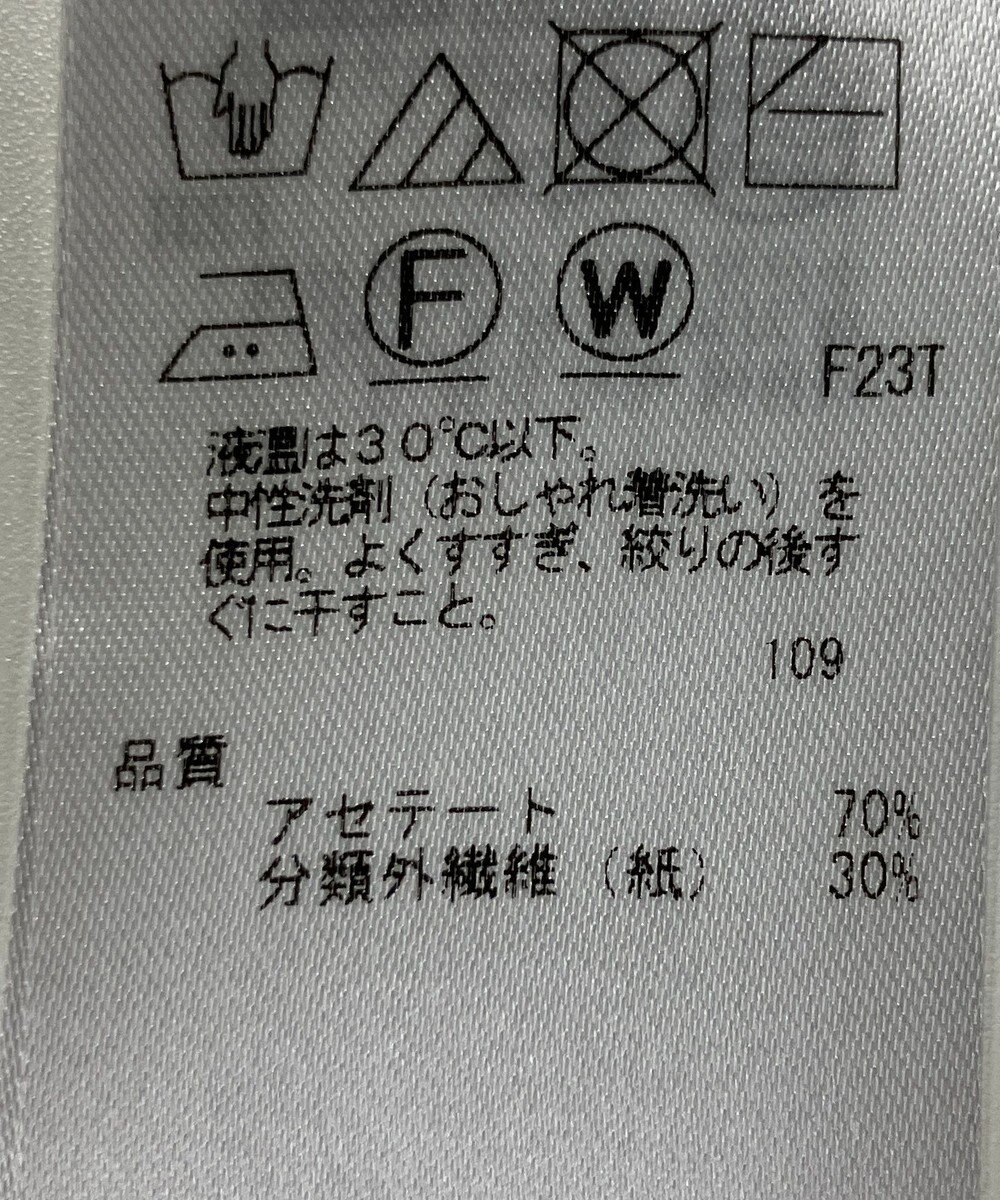 F W
F23T
液温は30℃以下。
中性洗剤（おしゃれ着洗い）を
使用。よくすすぎ、絞りの後す
ぐに干すこと。
109
品質
アセテート 70%
分類外繊維（紙） 30%